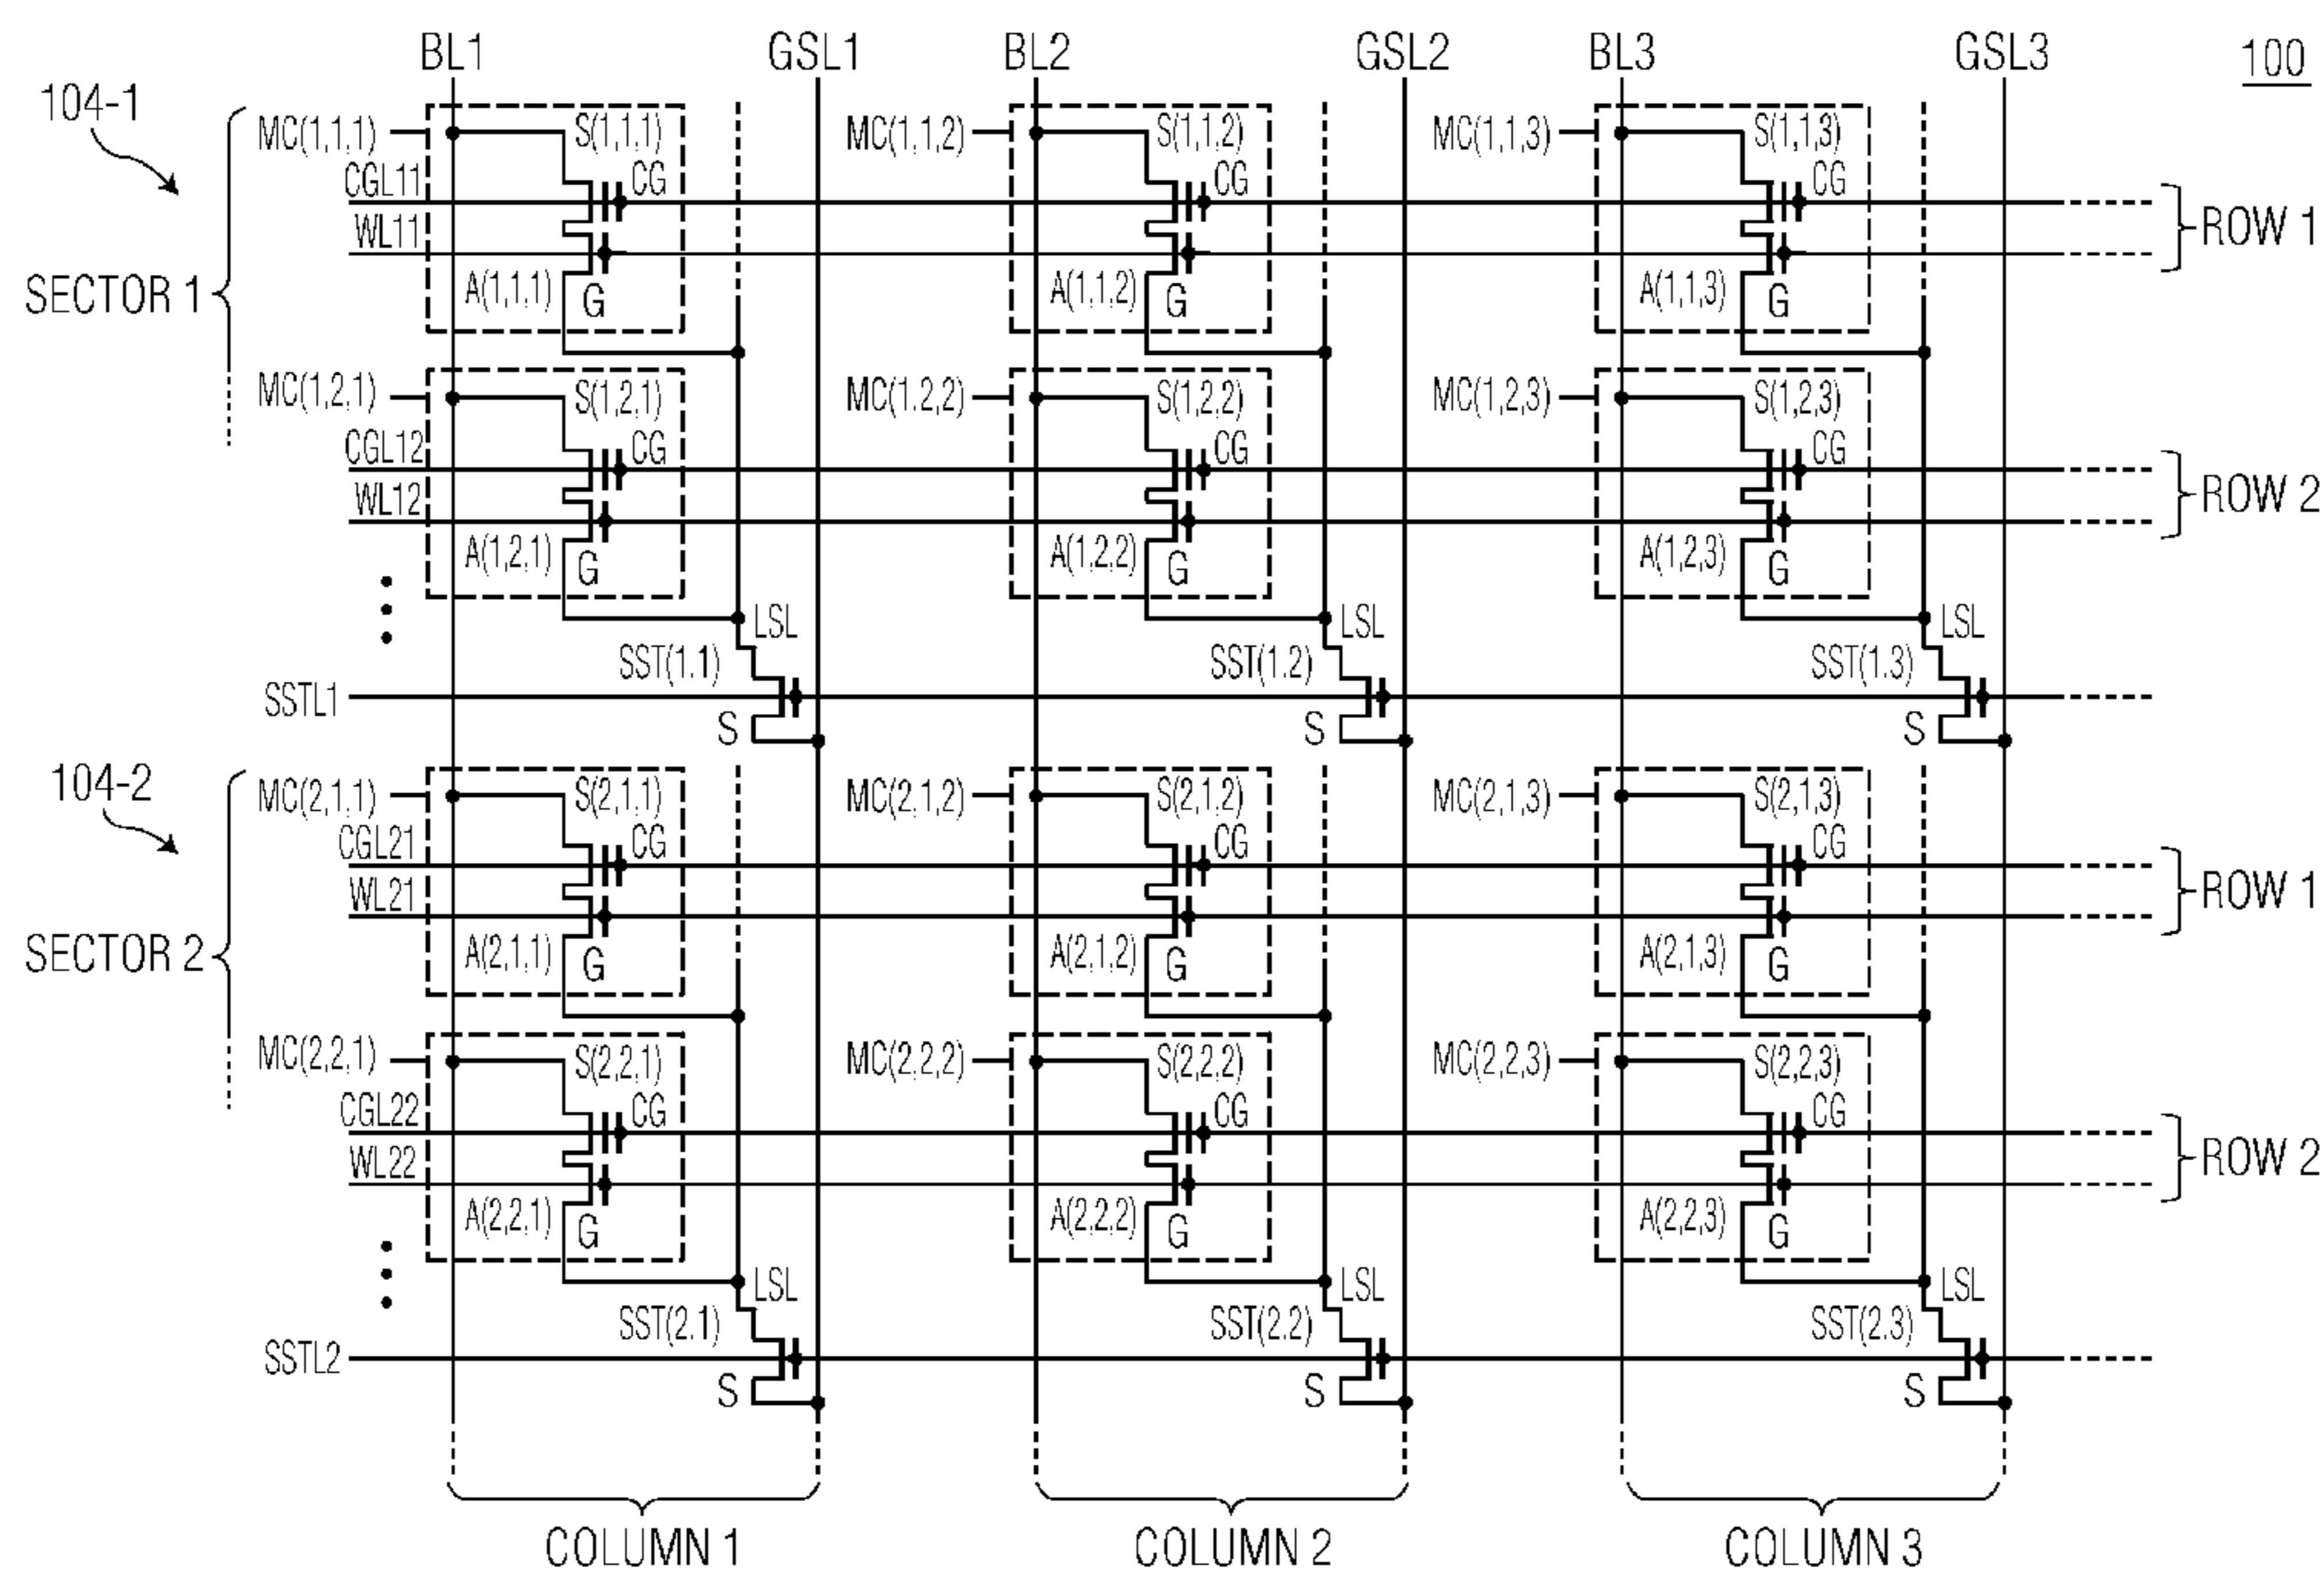 BL1 GSL1 BL2 GSL2 BL3 GSL3 100
104-1
MC(1,1,1) S(1,1,1) MC(1,1,2) S(1,1,2) MC(1,1,3) S(1,1,3)
CGL11 CG CG CG
WL11 ROW 1
SECTOR 1 A(1,1,1) G A(1,1,2) G A(1,1,3) G
MC(1,2,1) S(1,2,1) MC(1.2,2) S(1,2,2) MC(1,2,3) S(1,2,3)
CGL12 CG CG CG
WL12 ROW 2
A(1,2,1) G A(1,2,2) G A(1,2,3) G
LSL LSL LSL
SST(1.1) SST(1.2) SST(1.3)
SSTL1
S S S
104-2
MC(2,1,1) S(2,1,1) MC(2,1,2) S(2,1,2) MC(2,1,3) S(2,1,3)
CGL21 CG CG CG
WL21 ROW 1
SECTOR 2 A(2,1,1) G A(2,1,2) G A(2,1,3) G
MC(2,2,1) S(2,2,1) MC(2,2,2) S(2,2,2) MC(2,2,3) S(2,2,3)
CGL22 CG CG CG
WL22 ROW 2
A(2,2,1) G A(2,2,2) G A(2,2,3) G
LSL LSL LSL
SST(2.1) SST(2.2) SST(2.3)
SSTL2
S S S
COLUMN 1 COLUMN 2 COLUMN 3